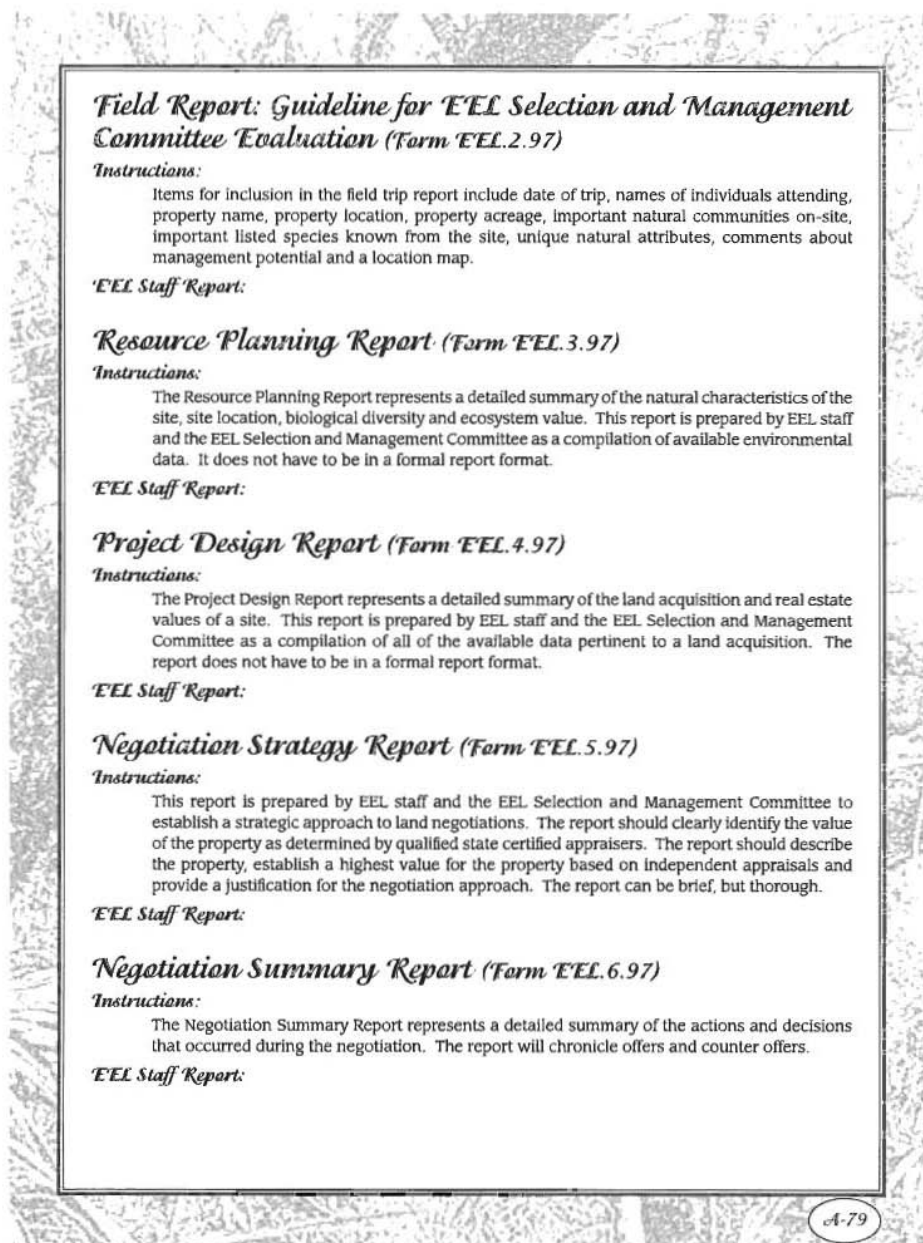 Field Report: Guideline for EEL Selection and Management
Committee Evaluation (Form EEL.2.97)
Instructions:
Items for inclusion in the field trip report include date of trip, names of individuals attending,
property name, property location, property acreage, important natural communities on-site,
important listed species known from the site, unique natural attributes, comments about
management potential and a location map.
EEL Staff Report:
Resource Planning Report (Form EEL.3.97)
Instructions:
The Resource Planning Report represents a detailed summary of the natural characteristics of the
site, site location, biological diversity and ecosystem value. This report is prepared by EEL staff
and the EEL Selection and Management Committee as a compilation of available environmental
data. It does not have to be in a formal report format.
EEL Staff Report:
Project Design Report (Form EEL.4.97)
Instructions:
The Project Design Report represents a detailed summary of the land acquisition and real estate
values of a site. This report is prepared by EEL staff and the EEL Selection and Management
Committee as a compilation of all of the available data pertinent to a land acquisition. The
report does not have to be in a formal report format.
EEL Staff Report:
Negotiation Strategy Report (Form EEL.5.97)
Instructions:
This report is prepared by EEL staff and the EEL Selection and Management Committee to
establish a strategic approach to land negotiations. The report should clearly identify the value
of the property as determined by qualified state certified appraisers. The report should describe
the property, establish a highest value for the property based on independent appraisals and
provide a justification for the negotiation approach. The report can be brief, but thorough.
EEL Staff Report:
Negotiation Summary Report (Form EEL.6.97)
Instructions:
The Negotiation Summary Report represents a detailed summary of the actions and decisions
that occurred during the negotiation. The report will chronicle offers and counter offers.
EEL Staff Report:
A-79